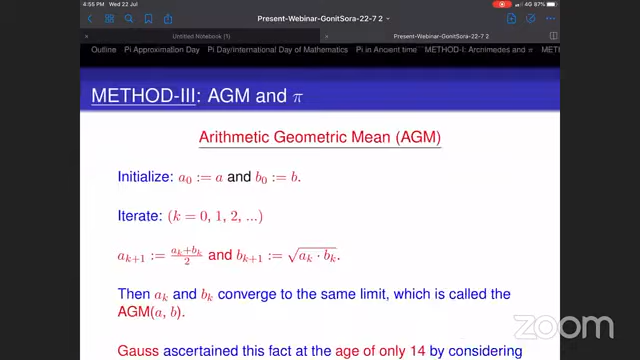 4:55 PM Wed 22 Jul
Present-Webinar-GonitSora-22-7 2
67%
Untitled Notebook (1)
Present-Webinar-GonitSora-22-7 2
Outline Pi Approximation Day Pi Day/International Day of Mathematics Pi in Ancient time METHOD-I: Archimedes and π MET
METHOD-III: AGM and π
Arithmetic Geometric Mean (AGM)
Initialize: a₀ := a and b₀ := b.
Iterate: (k = 0, 1, 2, ...)
aₖ₊₁ := (aₖ+bₖ)/2 and bₖ₊₁ := √(aₖ · bₖ).
Then aₖ and bₖ converge to the same limit, which is called the
AGM(a, b).
Gauss ascertained this fact at the age of only 14 by considering
zoom